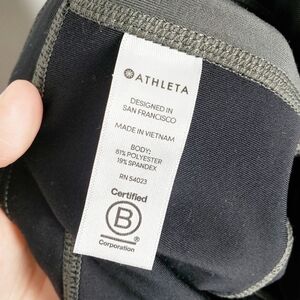 ATHLETA
DESIGNED IN
SAN FRANCISCO
MADE IN VIETNAM
BODY:
81% POLYESTER
19% SPANDEX
RN 54023
Certified
B
Corporation